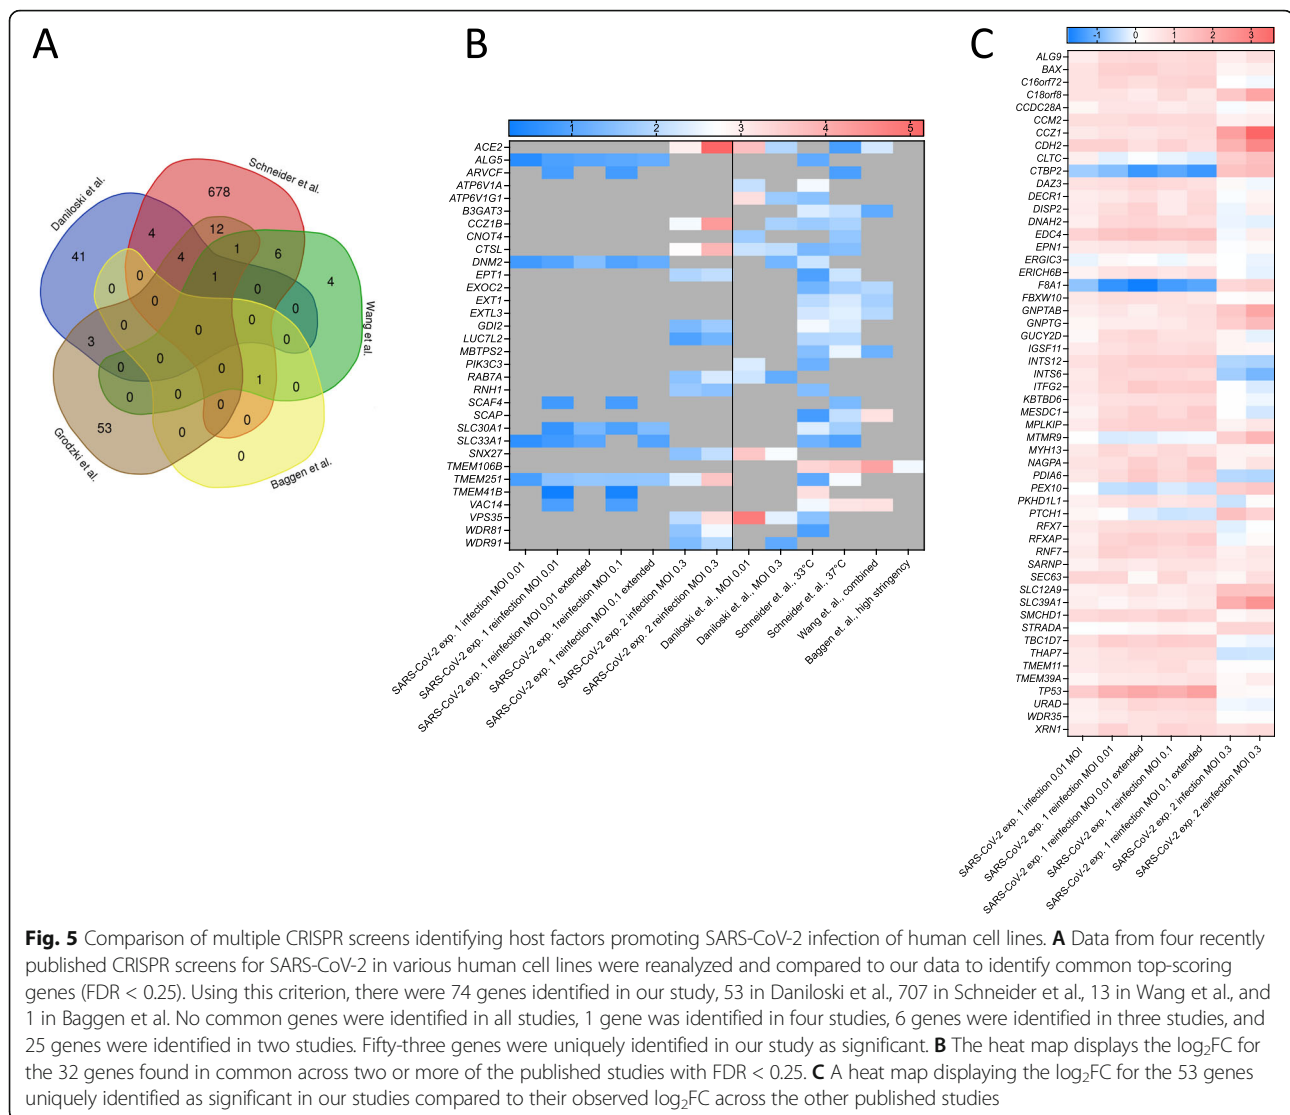 A
B
C
Daniloski et al.
Schneider et al.
Wang et al.
Baggen et al.
Grodzki et al.
678
41
4
12
1
6
4
4
1
0
0
0
0
0
0
0
0
0
0
3
0
0
0
0
0
0
1
0
0
0
53
0
0
1 2 3 4 5
ACE2
ALG5
ARVCF
ATP6V1A
ATP6V1G1
B3GAT3
CCZ1B
CNOT4
CTSL
DNM2
EPT1
EXOC2
EXT1
EXTL3
GDI2
LUC7L2
MBTPS2
PIK3C3
RAB7A
RNH1
SCAF4
SCAP
SLC30A1
SLC33A1
SNX27
TMEM106B
TMEM251
TMEM41B
VAC14
VPS35
WDR81
WDR91
SARS-CoV-2 exp. 1 infection MOI 0.01
SARS-CoV-2 exp. 1 reinfection MOI 0.01
SARS-CoV-2 exp. 1 reinfection MOI 0.01 extended
SARS-CoV-2 exp. 1reinfection MOI 0.1
SARS-CoV-2 exp. 1 reinfection MOI 0.1 extended
SARS-CoV-2 exp. 2 infection MOI 0.3
SARS-CoV-2 exp. 2 reinfection MOI 0.3
Daniloski et. al., MOI 0.01
Daniloski et. al., MOI 0.3
Schneider et. al., 33°C
Schneider et. al., 37°C
Wang et. al., combined
Baggen et. al., high stringency
-1 0 1 2 3
ALG9
BAX
C16orf72
C18orf8
CCDC28A
CCM2
CCZ1
CDH2
CLTC
CTBP2
DAZ3
DECR1
DISP2
DNAH2
EDC4
EPN1
ERGIC3
ERICH6B
F8A1
FBXW10
GNPTAB
GNPTG
GUCY2D
IGSF11
INTS12
INTS6
ITFG2
KBTBD6
MESDC1
MPLKIP
MTMR9
MYH13
NAGPA
PDIA6
PEX10
PKHD1L1
PTCH1
RFX7
RFXAP
RNF7
SARNP
SEC63
SLC12A9
SLC39A1
SMCHD1
STRADA
TBC1D7
THAP7
TMEM11
TMEM39A
TP53
URAD
WDR35
XRN1
SARS-CoV-2 exp. 1 infection 0.01 MOI
SARS-CoV-2 exp. 1 reinfection MOI 0.01
SARS-CoV-2 exp. 1 reinfection MOI 0.01 extended
SARS-CoV-2 exp. 1 reinfection MOI 0.1
SARS-CoV-2 exp. 1 reinfection MOI 0.1 extended
SARS-CoV-2 exp. 2 infection MOI 0.3
SARS-CoV-2 exp. 2 reinfection MOI 0.3
Fig. 5 Comparison of multiple CRISPR screens identifying host factors promoting SARS-CoV-2 infection of human cell lines. A Data from four recently
published CRISPR screens for SARS-CoV-2 in various human cell lines were reanalyzed and compared to our data to identify common top-scoring
genes (FDR < 0.25). Using this criterion, there were 74 genes identified in our study, 53 in Daniloski et al., 707 in Schneider et al., 13 in Wang et al., and
1 in Baggen et al. No common genes were identified in all studies, 1 gene was identified in four studies, 6 genes were identified in three studies, and
25 genes were identified in two studies. Fifty-three genes were uniquely identified in our study as significant. B The heat map displays the log₂FC for
the 32 genes found in common across two or more of the published studies with FDR < 0.25. C A heat map displaying the log₂FC for the 53 genes
uniquely identified as significant in our studies compared to their observed log₂FC across the other published studies